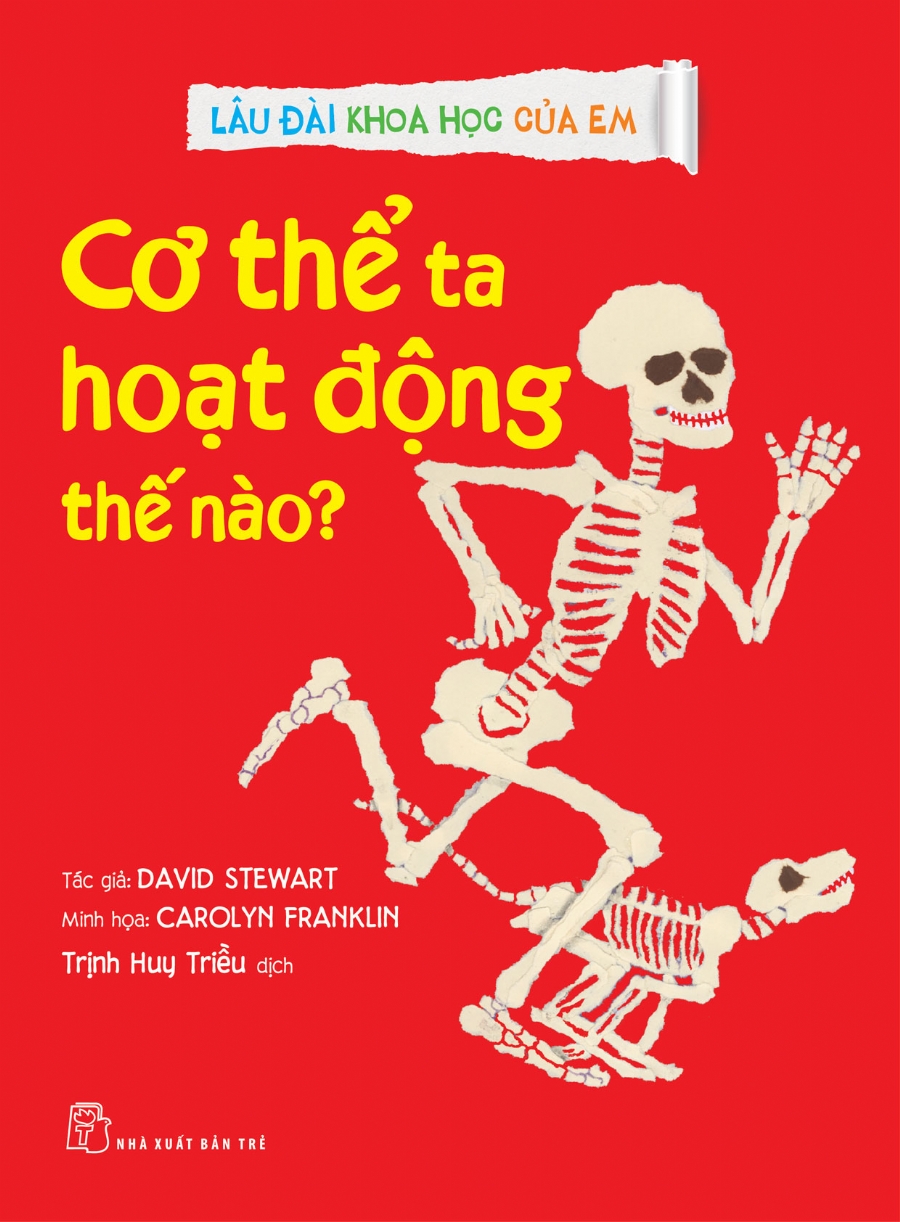 LÂU ĐÀI KHOA HỌC CỦA EM
Cơ thể ta
hoạt động
thế nào?
Tác giả: DAVID STEWART
Minh họa: CAROLYN FRANKLIN
Trịnh Huy Triều dịch
T
NHÀ XUẤT BẢN TRẺ